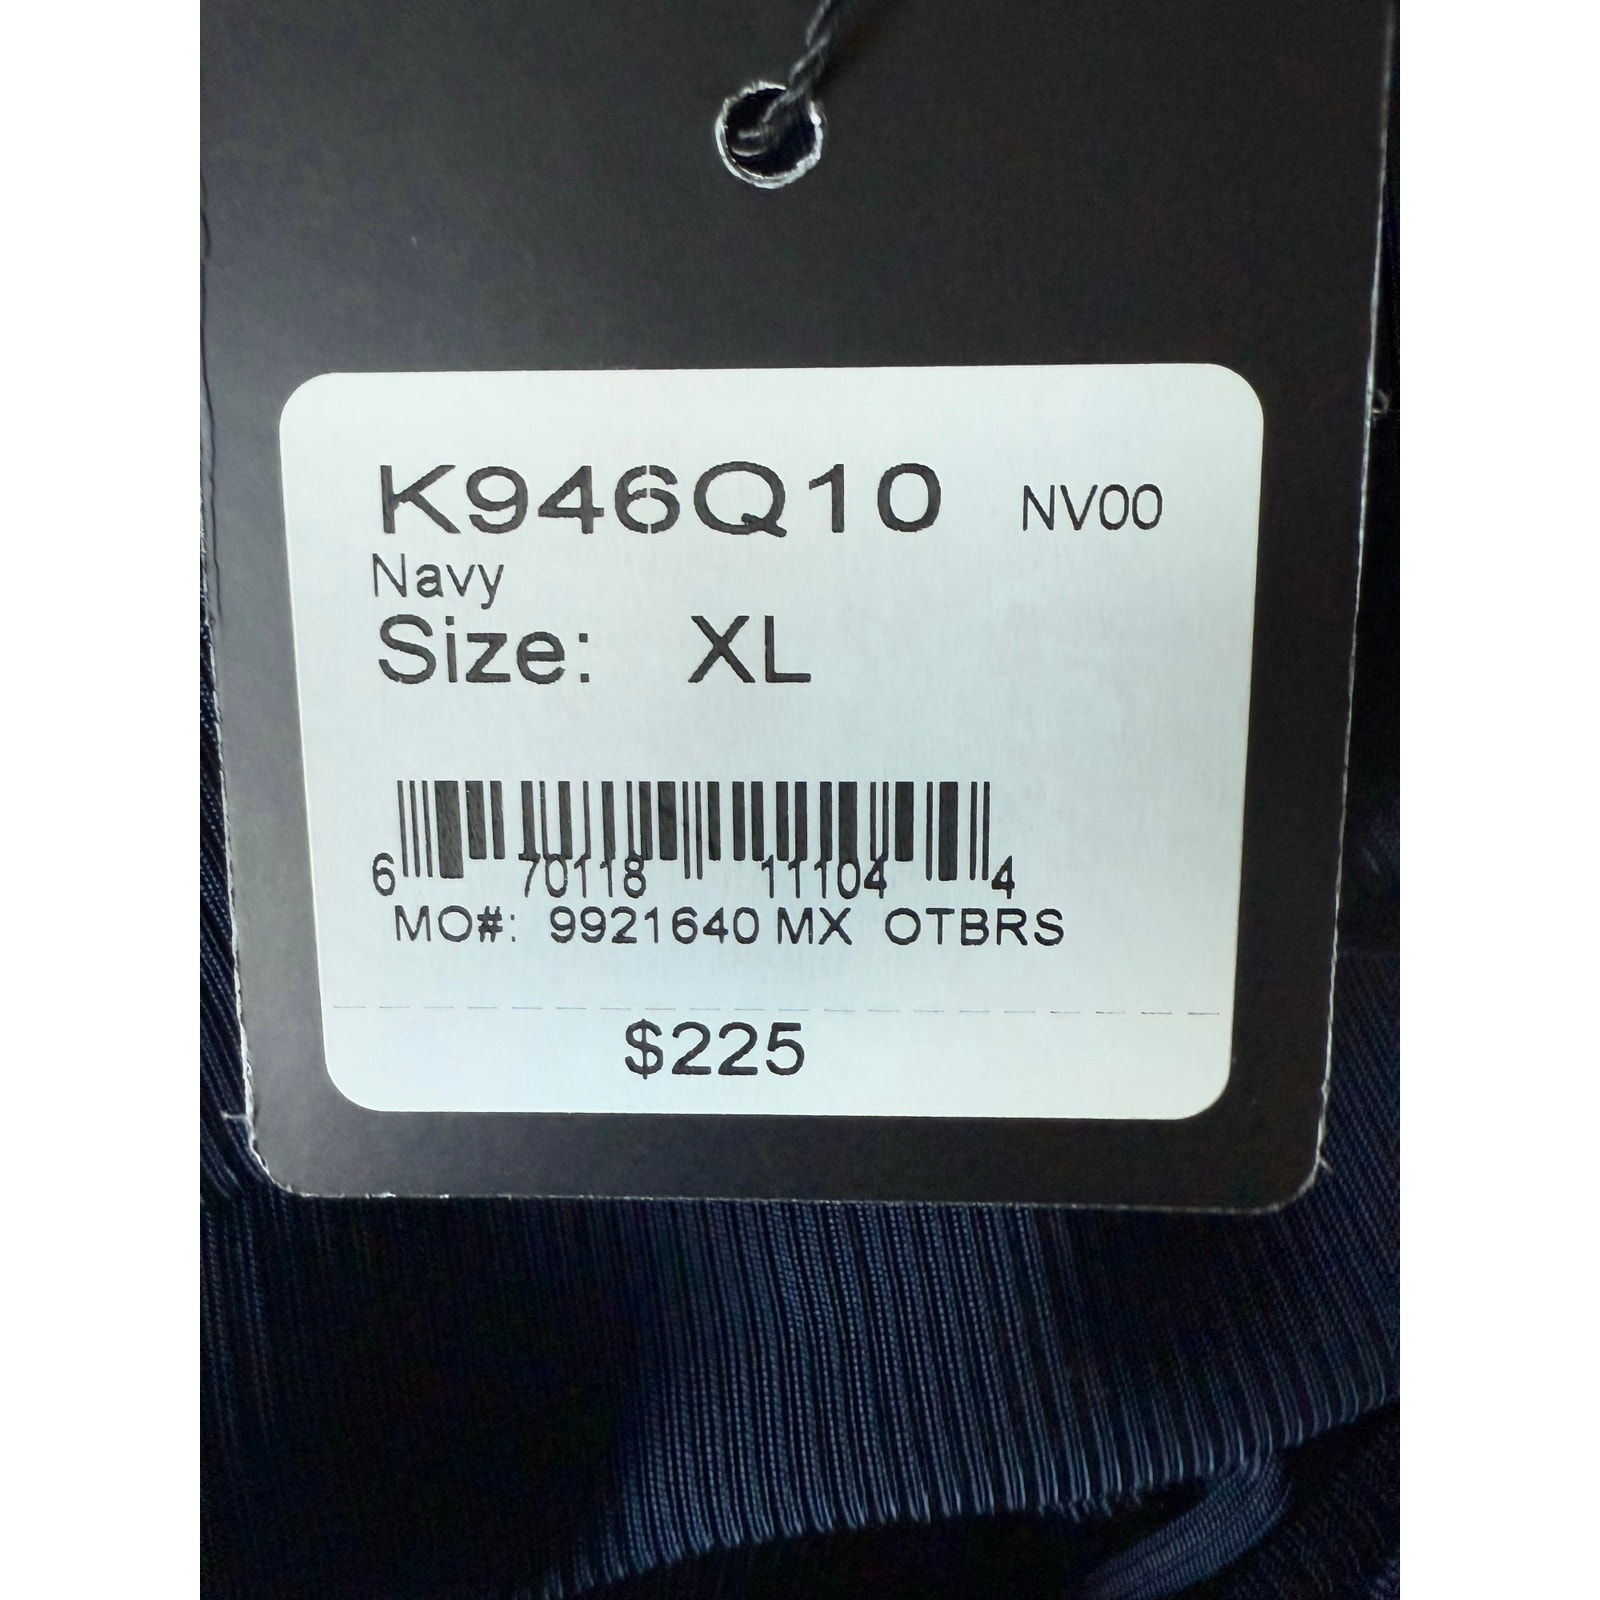 K946Q10 NV00
Navy
Size: XL
6 70118 11104 4
MO#: 9921640 MX OTBRS
$225